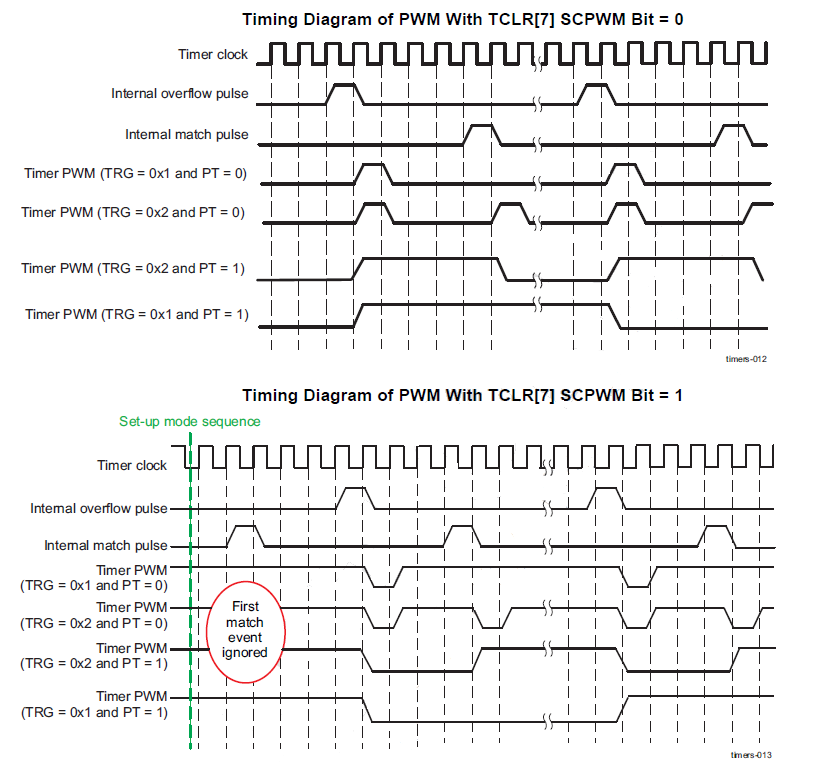 Timing Diagram of PWM With TCLR[7] SCPWM Bit = 0
Timer clock
Internal overflow pulse
Internal match pulse
Timer PWM (TRG = 0x1 and PT = 0)
Timer PWM (TRG = 0x2 and PT = 0)
Timer PWM (TRG = 0x2 and PT = 1)
Timer PWM (TRG = 0x1 and PT = 1)
timers-012
Timing Diagram of PWM With TCLR[7] SCPWM Bit = 1
Set-up mode sequence
Timer clock
Internal overflow pulse
Internal match pulse
Timer PWM
(TRG = 0x1 and PT = 0)
Timer PWM
(TRG = 0x2 and PT = 0)
Timer PWM
(TRG = 0x2 and PT = 1)
Timer PWM
(TRG = 0x1 and PT = 1)
First
match
event
ignored
timers-013